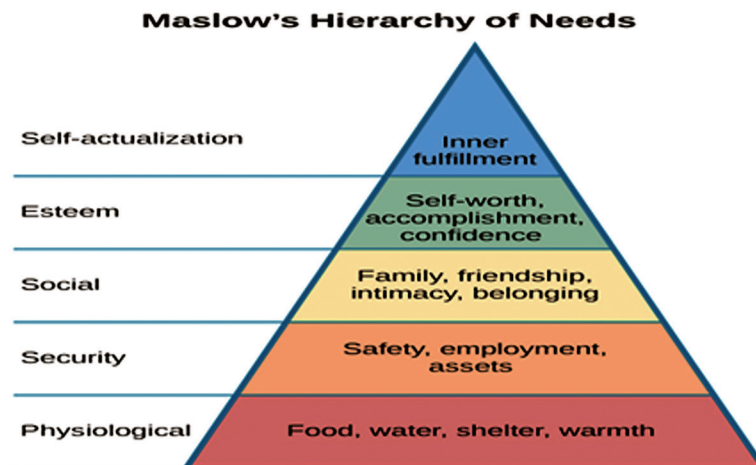 Maslow's Hierarchy of Needs
Self-actualization
Inner
fulfillment
Esteem
Self-worth,
accomplishment,
confidence
Social
Family, friendship,
intimacy, belonging
Security
Safety, employment,
assets
Physiological
Food, water, shelter, warmth